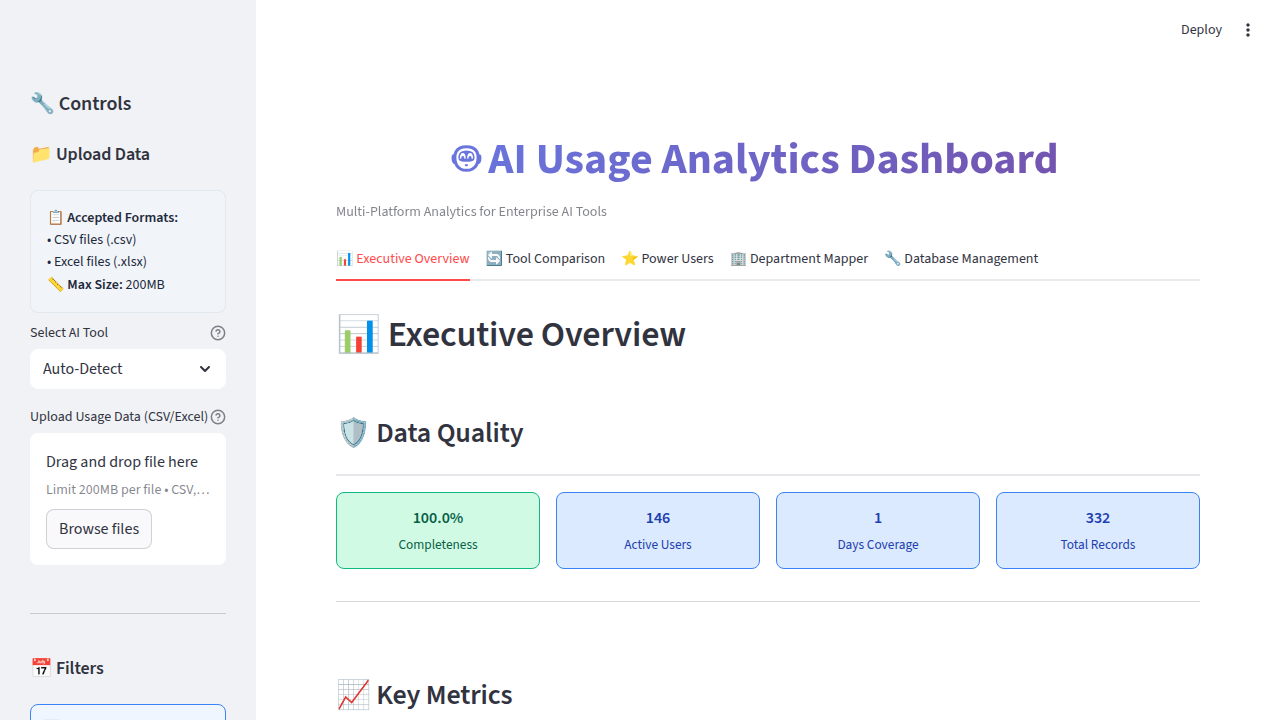 Deploy
🔧 Controls
📁 Upload Data
📋 Accepted Formats:
• CSV files (.csv)
• Excel files (.xlsx)
📏 Max Size: 200MB
Select AI Tool
Auto-Detect
Upload Usage Data (CSV/Excel)
Drag and drop file here
Limit 200MB per file • CSV,…
Browse files
📅 Filters
AI Usage Analytics Dashboard
Multi-Platform Analytics for Enterprise AI Tools
📊 Executive Overview 🔄 Tool Comparison ⭐ Power Users 🏢 Department Mapper 🔧 Database Management
📊 Executive Overview
🛡️ Data Quality
100.0% 146 1 332
Completeness Active Users Days Coverage Total Records
📈 Key Metrics